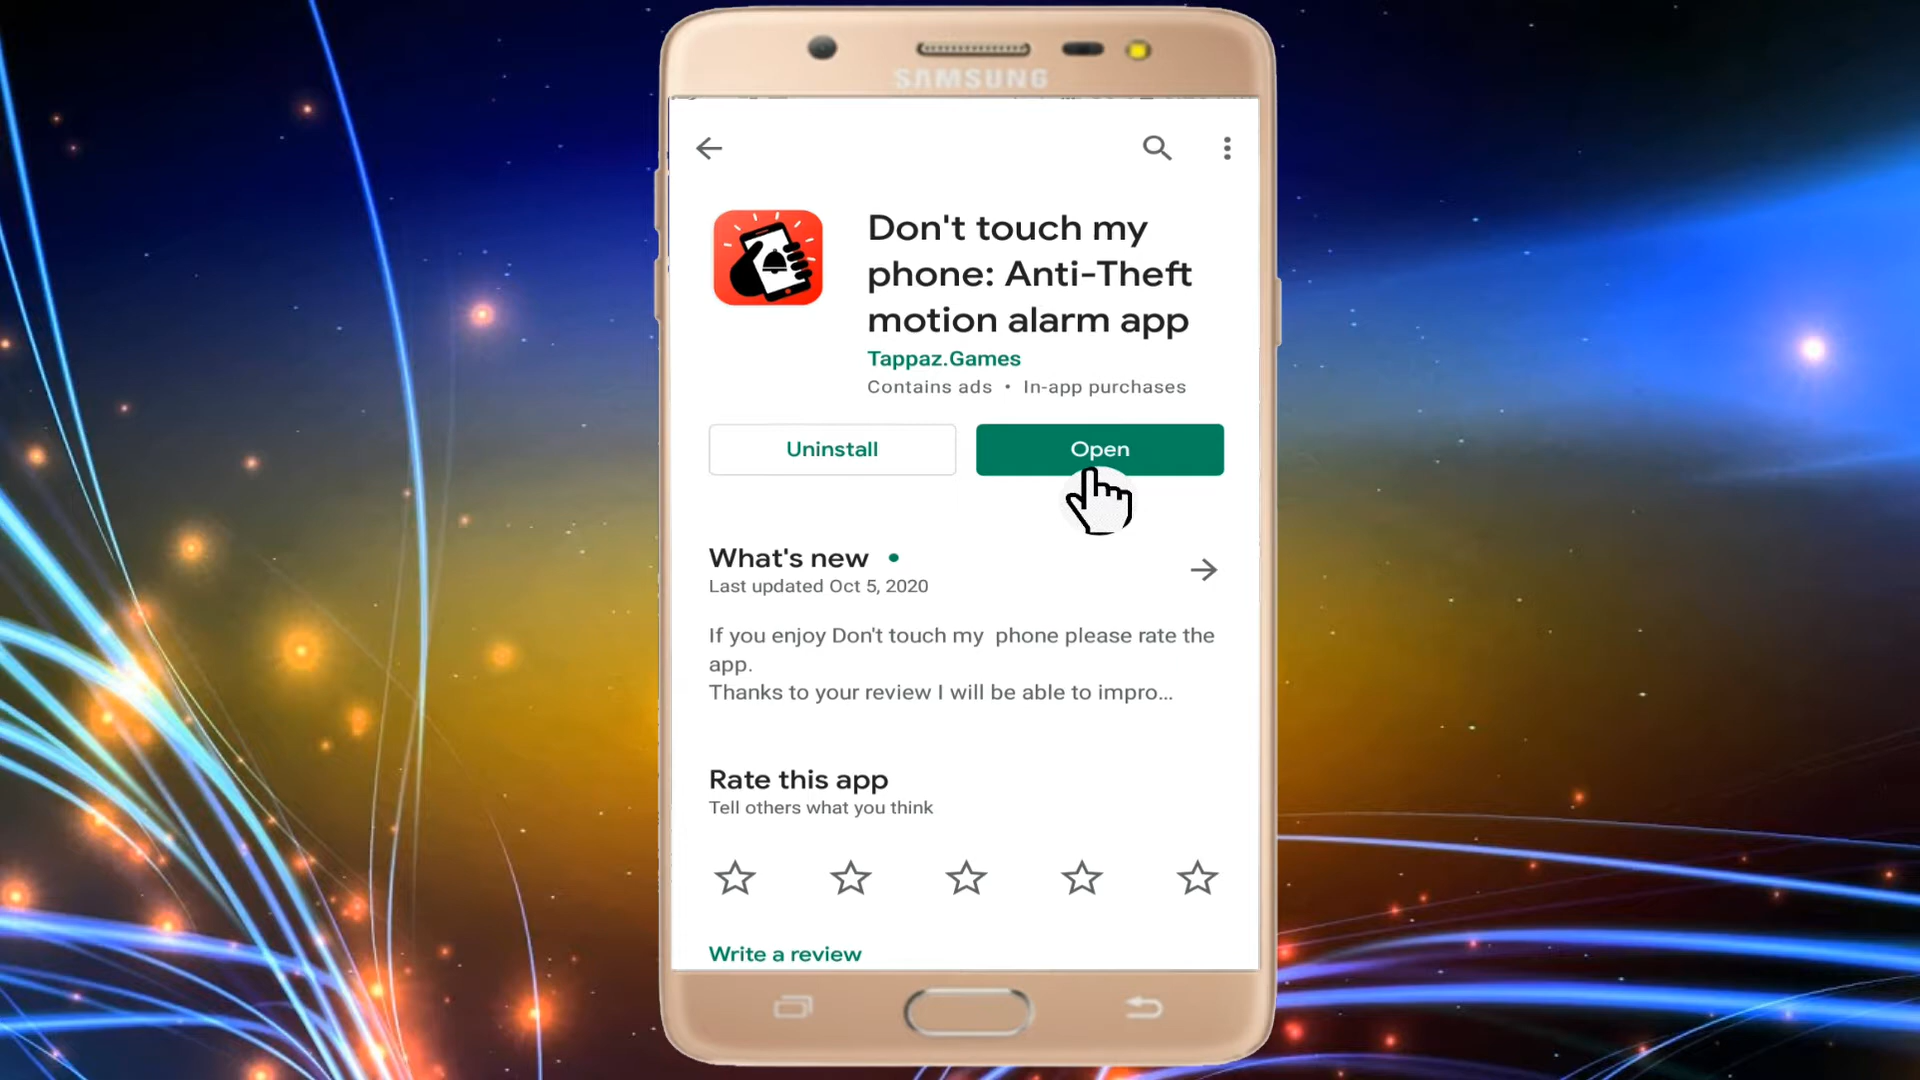 SAMSUNG
Don't touch my
phone: Anti-Theft
motion alarm app
Tappaz.Games
Contains ads • In-app purchases
Uninstall
Open
What's new •
Last updated Oct 5, 2020
If you enjoy Don't touch my phone please rate the
app.
Thanks to your review I will be able to impro...
Rate this app
Tell others what you think
Write a review